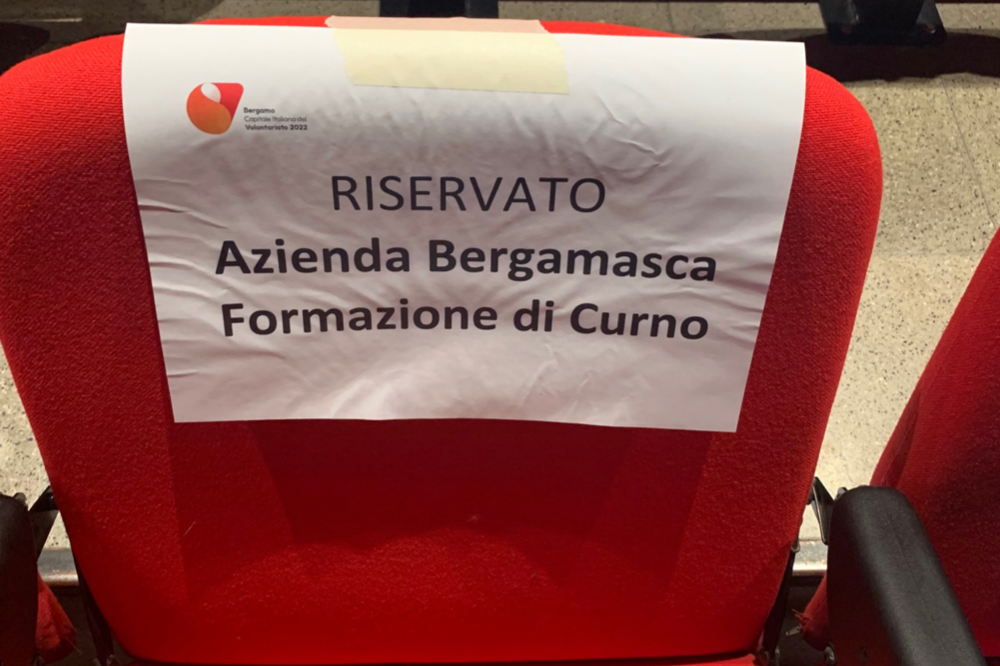 Bergamo
Capitale Italiana del
Volontariato 2022
RISERVATO
Azienda Bergamasca
Formazione di Curno